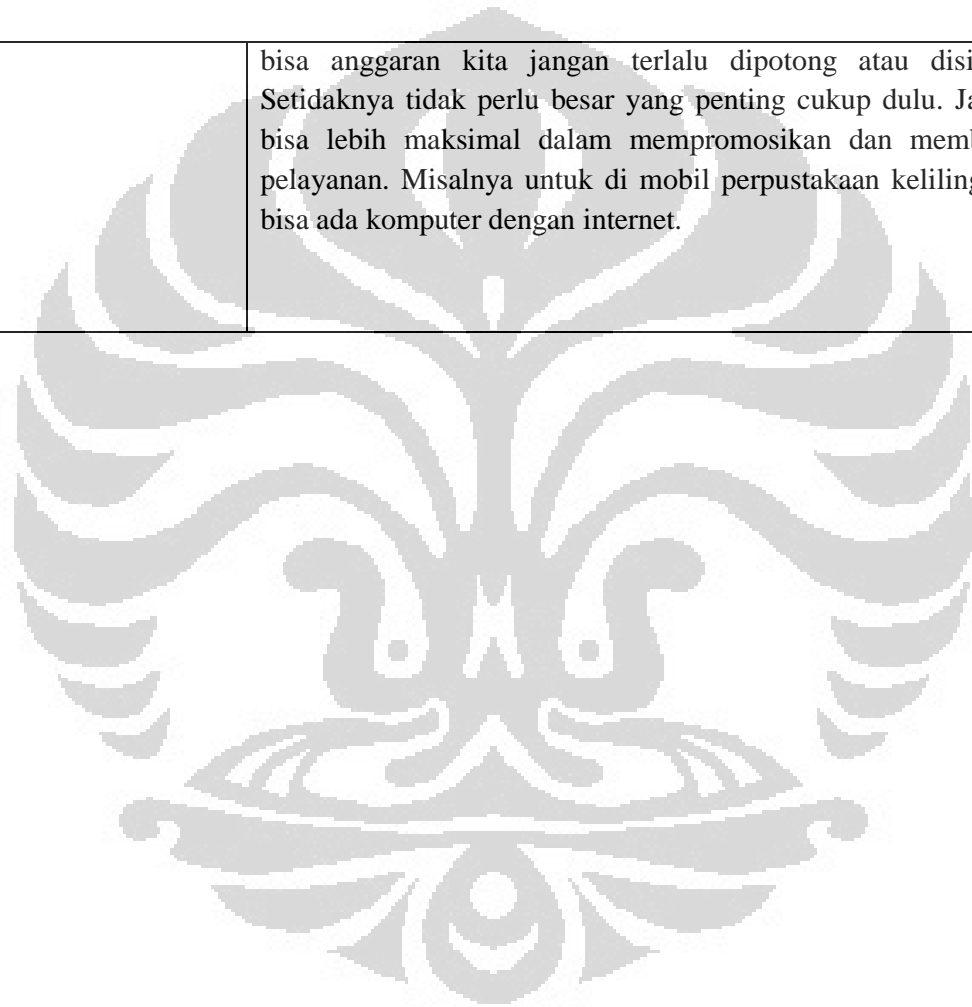 bisa anggaran kita jangan terlalu dipotong atau
Setidaknya tidak perlu besar yang penting cukup dulu.
bisa lebih maksimal dalam mempromosikan dan
pelayanan. Misalnya untuk di mobil perpustakaan
bisa ada komputer dengan internet.